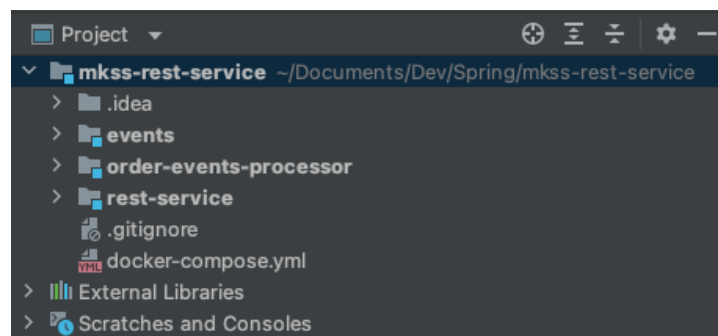 Project
mkss-rest-service ~/Documents/Dev/Spring/mkss-rest-service
.idea
events
order-events-processor
rest-service
.gitignore
YML docker-compose.yml
External Libraries
Scratches and Consoles